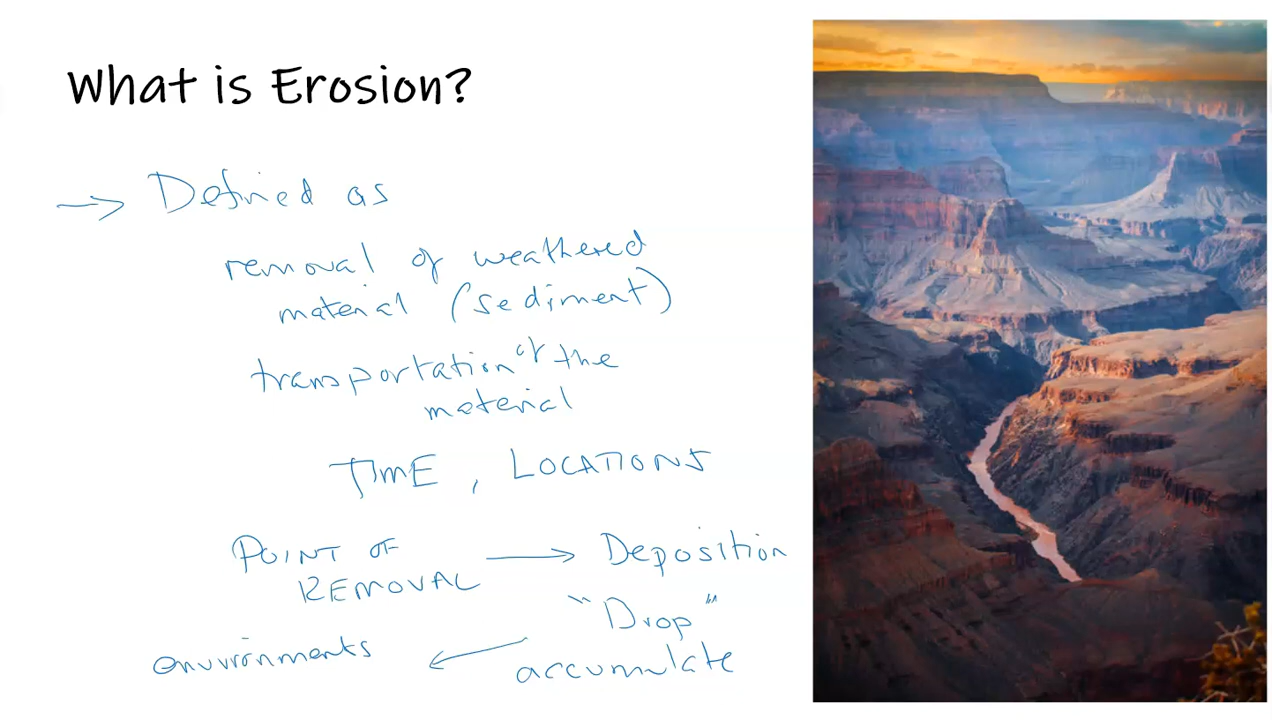 What is Erosion?
→ Defined as
removal of weathered
material (sediment)
transportation of the
material
TIME, LOCATIONS
POINT OF → Deposition
REMOVAL
"Drop"
environments ← accumulate